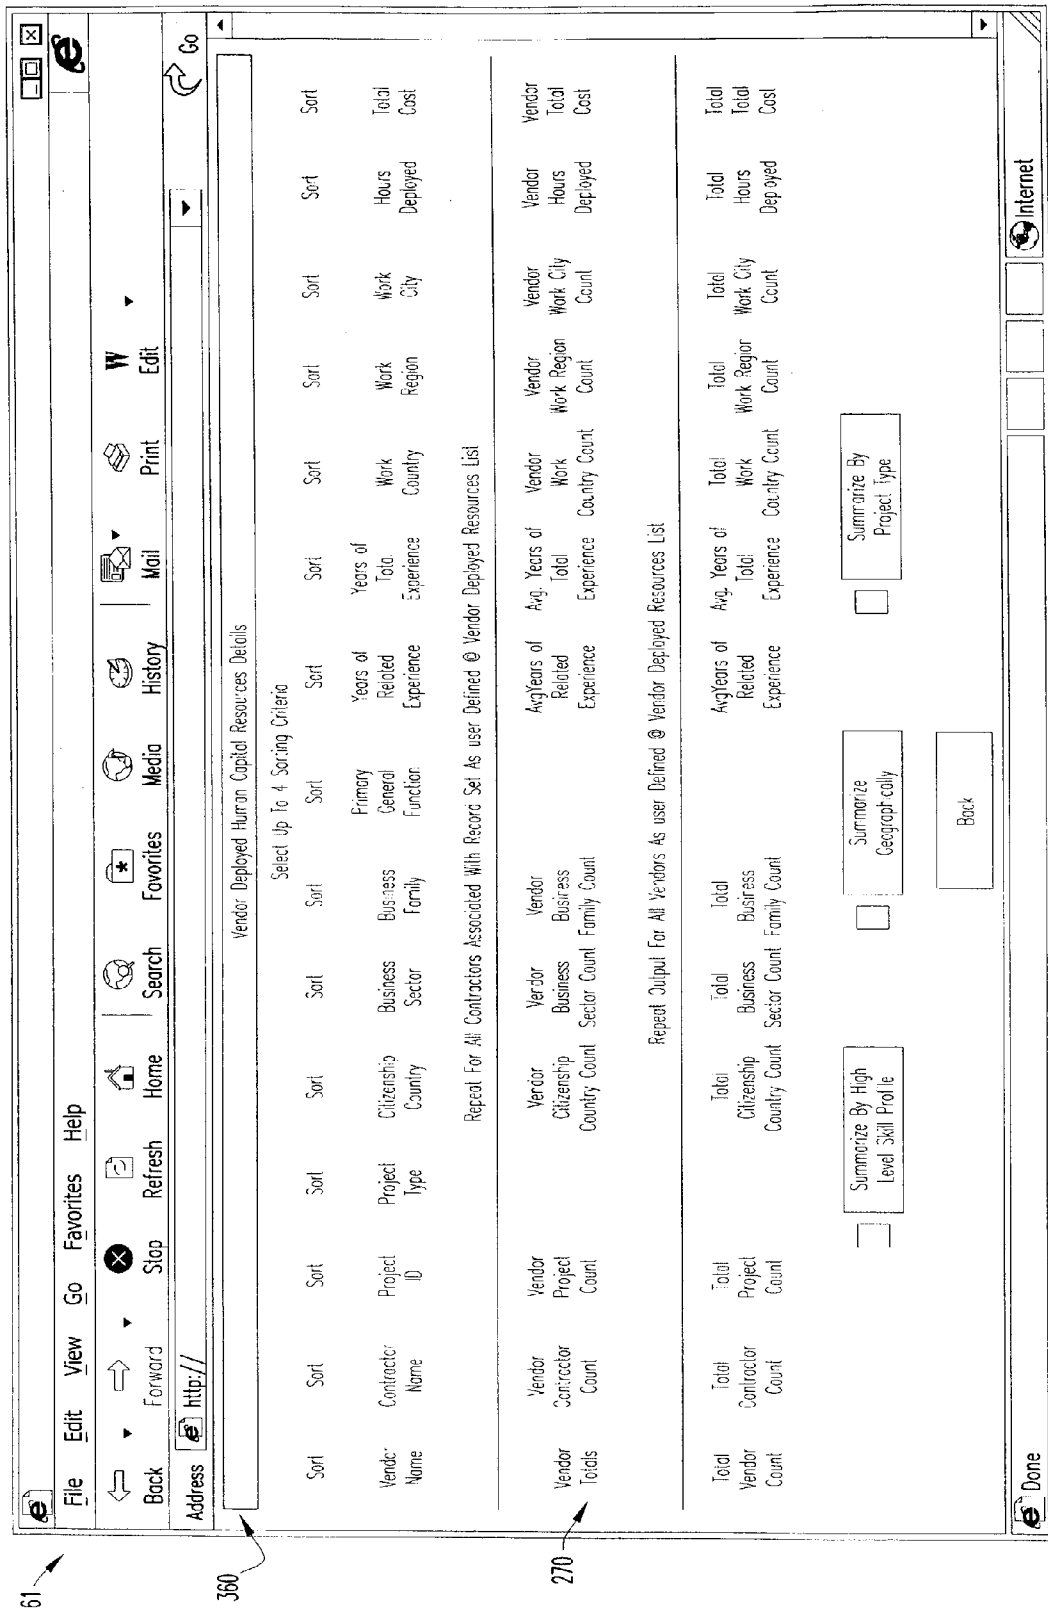 61
File Edit View Go Favorites Help
Back Forward Stop Refresh Home Search Favorites Media History Mail Print Edit
Address http:// Go
360
Vendor Deployed Human Capital Resources Details
Select Up To 4 Sorting Criteria
Sort Sort Sort Sort Sort Sort Sort Sort Sort Sort Sort Sort Sort Sort Sort
Vendor Name
Contractor Name
Project ID
Project Type
Citizenship Country
Business Sector
Business Family
Primary General Function
Years of Related Experience
Years of Total Experience
Work Country
Work Region
Work City
Hours Deployed
Total Cost
Repeat For All Contractors Associated With Record Set As user Defined @ Vendor Deployed Resources List
270
Vendor Totals
Vendor Contractor Count
Vendor Project Count
Vendor Citizenship Country Count
Vendor Business Sector Count
Vendor Business Family Count
AvgYears of Related Experience
Avg. Years of Total Experience
Vendor Work Country Count
Vendor Work Region Count
Vendor Work City Count
Vendor Hours Deployed
Vendor Total Cost
Repeat Output For All Vendors As user Defined @ Vendor Deployed Resources List
Total Vendor Count
Total Contractor Count
Total Project Count
Total Citizenship Country Count
Total Business Sector Count
Total Business Family Count
AvgYears of Related Experience
Avg. Years of Total Experience
Total Work Country Count
Total Work Region Count
Total Work City Count
Total Hours Deployed
Total Total Cost
Summarize By High Level Skill Profile
Summarize Geographically
Summarize By Project Type
Back
Done
Internet